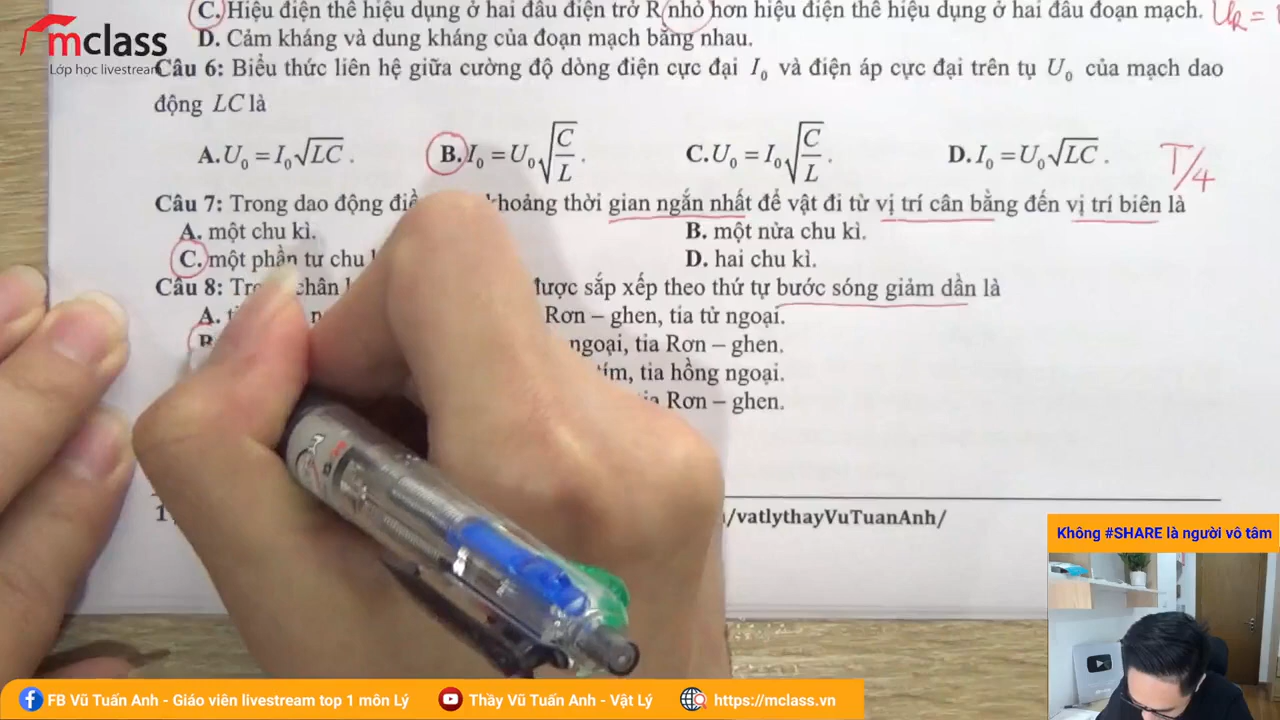 C. Hiệu điện thế hiệu dụng ở hai đầu điện trở R nhỏ hơn hiệu điện thế hiệu dụng ở hai đầu đoạn mạch. U_R =
mclass
Lớp học livestream
D. Cảm kháng và dung kháng của đoạn mạch bằng nhau.
Câu 6: Biểu thức liên hệ giữa cường độ dòng điện cực đại I₀ và điện áp cực đại trên tụ U₀ của mạch dao
động LC là
A. U₀ = I₀√LC. B. I₀ = U₀√(C/L). C. U₀ = I₀√(C/L). D. I₀ = U₀√LC. T/4
Câu 7: Trong dao động khoảng thời gian ngắn nhất để vật đi từ vị trí cân bằng đến vị trí biên là
A. một chu kì. B. một nửa chu kì.
C. một phần tư chu D. hai chu kì.
Câu 8: được sắp xếp theo thứ tự bước sóng giảm dần là
A. Rơn – ghen, tia tử ngoại.
B ngoại, tia Rơn – ghen.
tím, tia hồng ngoại.
Rơn – ghen.
/vatlythayVuTuanAnh/
Không #SHARE là người vô tâm
FB Vũ Tuấn Anh - Giáo viên livestream top 1 môn Lý Thầy Vũ Tuấn Anh - Vật Lý https://mclass.vn